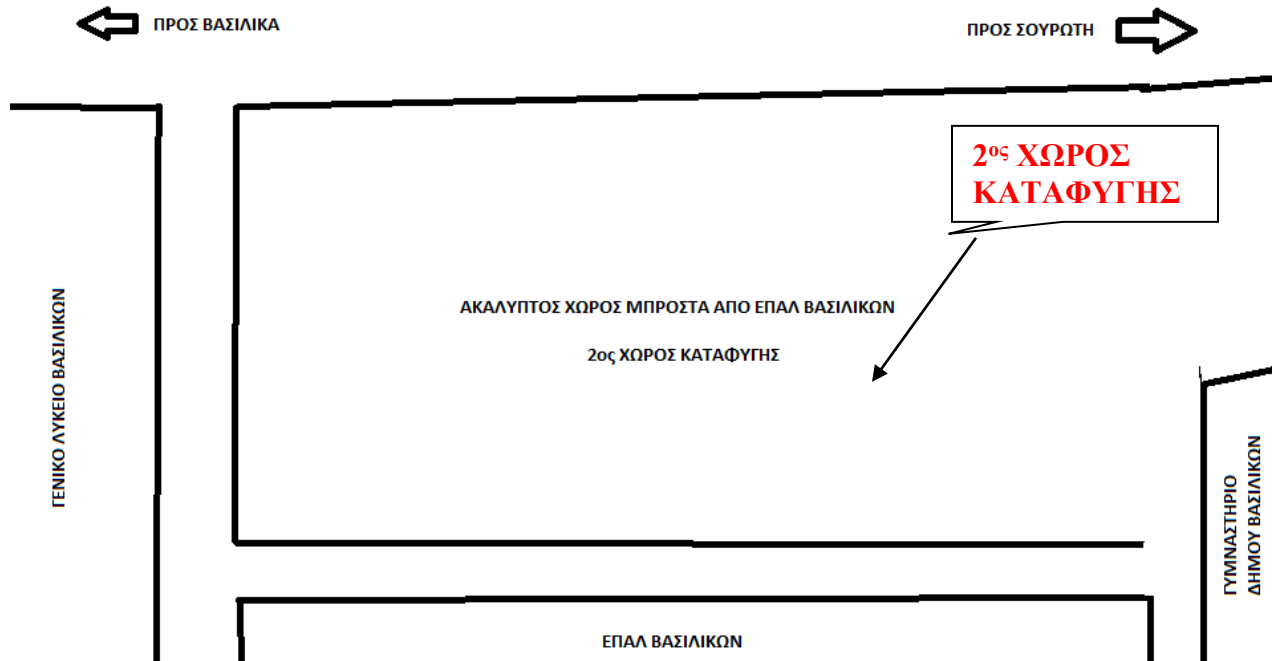 ΠΡΟΣ ΒΑΣΙΛΙΚΑ
ΠΡΟΣ ΣΟΥΡΩΤΗ
2ος ΧΩΡΟΣ
ΚΑΤΑΦΥΓΗΣ
ΑΚΑΛΥΠΤΟΣ ΧΩΡΟΣ ΜΠΡΟΣΤΑ ΑΠΟ ΕΠΑΛ ΒΑΣΙΛΙΚΩΝ
2ος ΧΩΡΟΣ ΚΑΤΑΦΥΓΗΣ
ΓΕΝΙΚΟ ΛΥΚΕΙΟ ΒΑΣΙΛΙΚΩΝ
ΓΥΜΝΑΣΤΗΡΙΟ
ΔΗΜΟΥ ΒΑΣΙΛΙΚΩΝ
ΕΠΑΛ ΒΑΣΙΛΙΚΩΝ